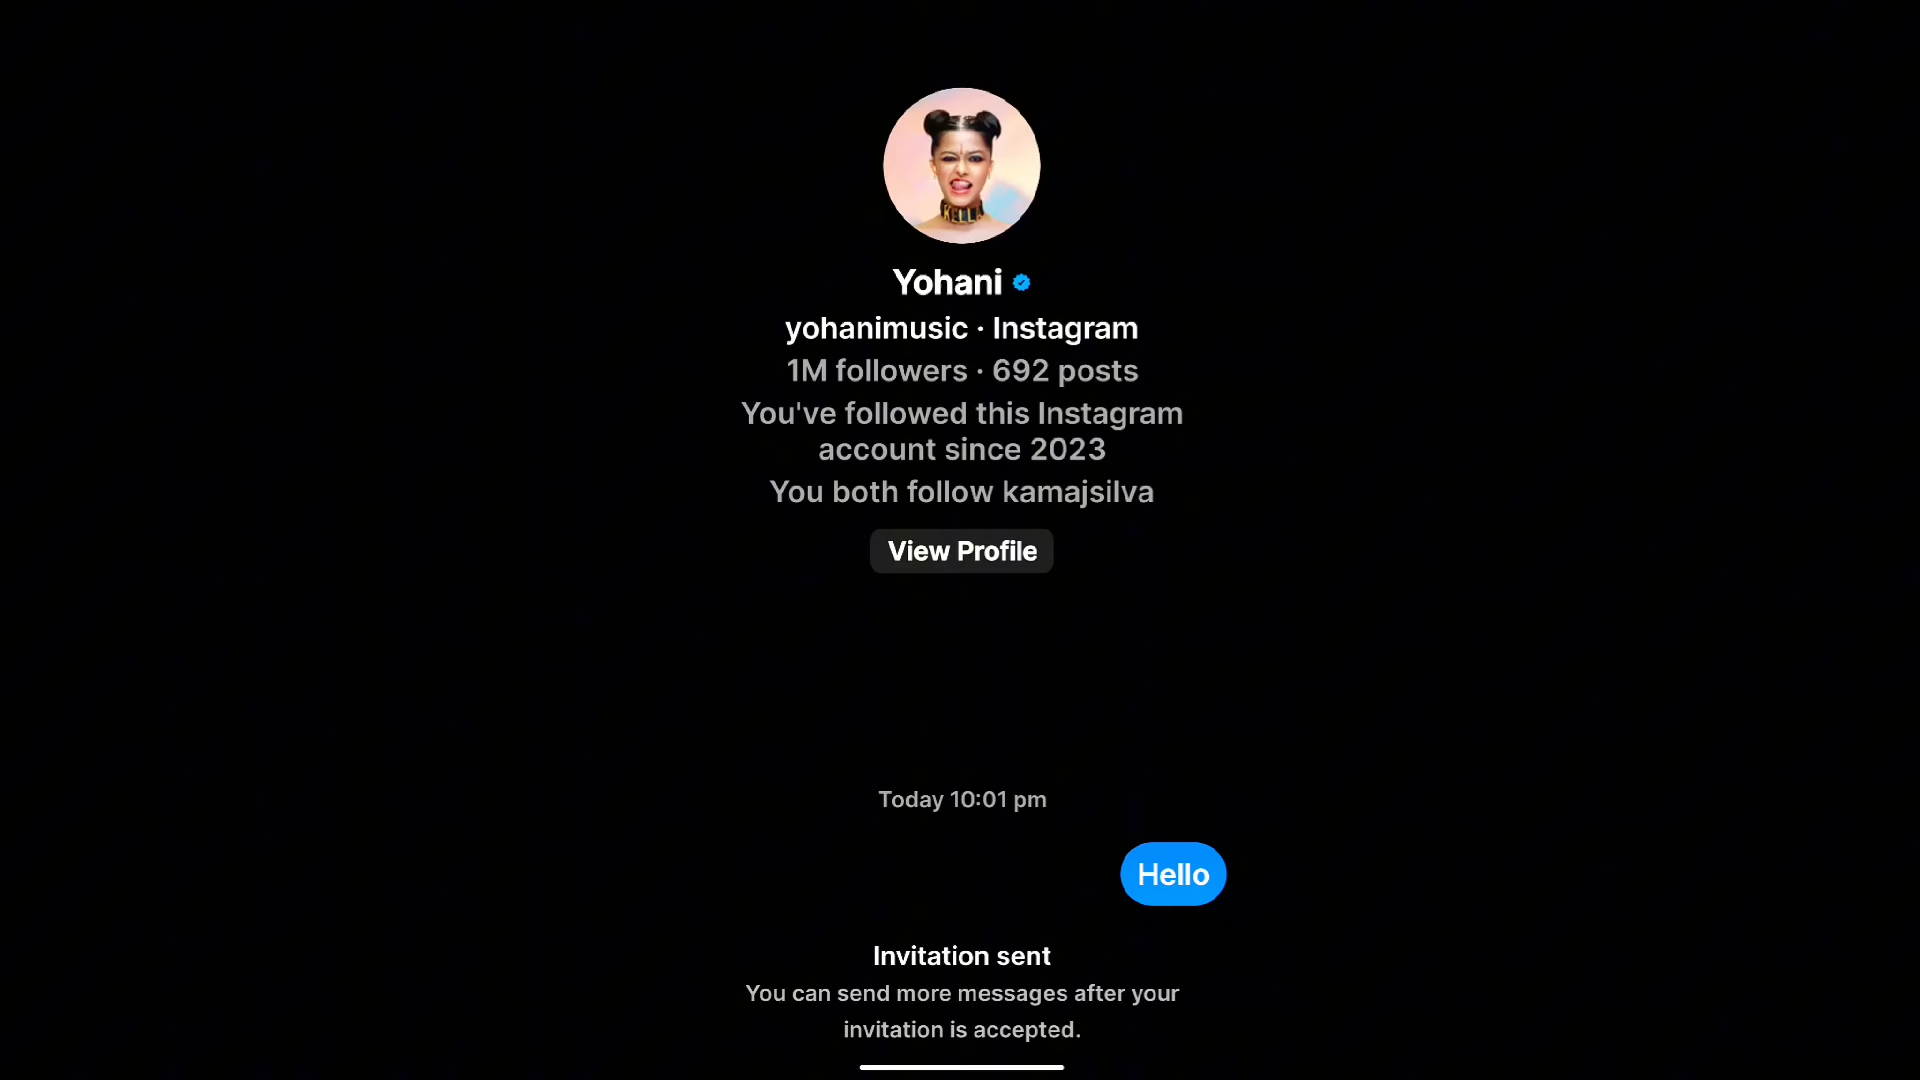 KELLA
Yohani
yohanimusic · Instagram
1M followers · 692 posts
You've followed this Instagram
account since 2023
You both follow kamajsilva
View Profile
Today 10:01 pm
Hello
Invitation sent
You can send more messages after your
invitation is accepted.